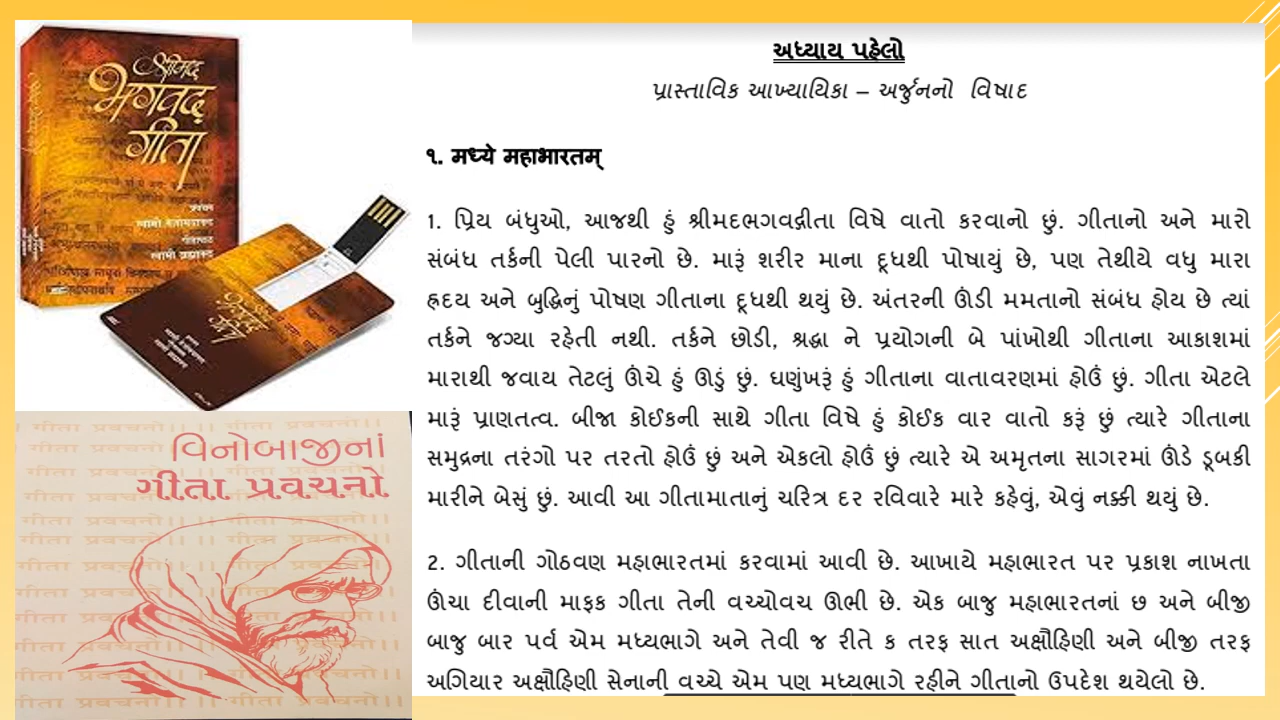 श्रीमद्
भगवद्
गीता
प्रवचन
गीतापाठ
વિનોબાજીનાં
ગીતા પ્રવચનો
અધ્યાય પહેલો
પ્રાસ્તાવિક આખ્યાયિકા – અર્જુનનો વિષાદ
૧. મધ્યે મહાભારતમ્
1. પ્રિય બંધુઓ, આજથી હું શ્રીમદભગવદ્ગીતા વિષે વાતો કરવાનો છું. ગીતાનો અને મારો
સંબંધ તર્કની પેલી પારનો છે. મારૂં શરીર માના દૂધથી પોષાયું છે, પણ તેથીયે વધુ મારા
હ્રદય અને બુદ્ધિનું પોષણ ગીતાના દૂધથી થયું છે. અંતરની ઊંડી મમતાનો સંબંધ હોય છે ત્યાં
તર્કને જગ્યા રહેતી નથી. તર્કને છોડી, શ્રદ્ધા ને પ્રયોગની બે પાંખોથી ગીતાના આકાશમાં
મારાથી જવાય તેટલું ઊંચે હું ઊડું છું. ઘણુંખરૂં હું ગીતાના વાતાવરણમાં હોઉં છું. ગીતા એટલે
મારૂં પ્રાણતત્વ. બીજા કોઈકની સાથે ગીતા વિષે હું કોઈક વાર વાતો કરૂં છું ત્યારે ગીતાના
સમુદ્રના તરંગો પર તરતો હોઉં છું અને એકલો હોઉં છું ત્યારે એ અમૃતના સાગરમાં ઊંડે ડૂબકી
મારીને બેસું છું. આવી આ ગીતામાતાનું ચરિત્ર દર રવિવારે મારે કહેવું, એવું નક્કી થયું છે.
2. ગીતાની ગોઠવણ મહાભારતમાં કરવામાં આવી છે. આખાયે મહાભારત પર પ્રકાશ નાખતા
ઊંચા દીવાની માફક ગીતા તેની વચ્ચોવચ ઊભી છે. એક બાજુ મહાભારતનાં છ અને બીજી
બાજુ બાર પર્વ એમ મધ્યભાગે અને તેવી જ રીતે ક તરફ સાત અક્ષૌહિણી અને બીજી તરફ
અગિયાર અક્ષૌહિણી સેનાની વચ્ચે એમ પણ મધ્યભાગે રહીને ગીતાનો ઉપદેશ થયેલો છે.